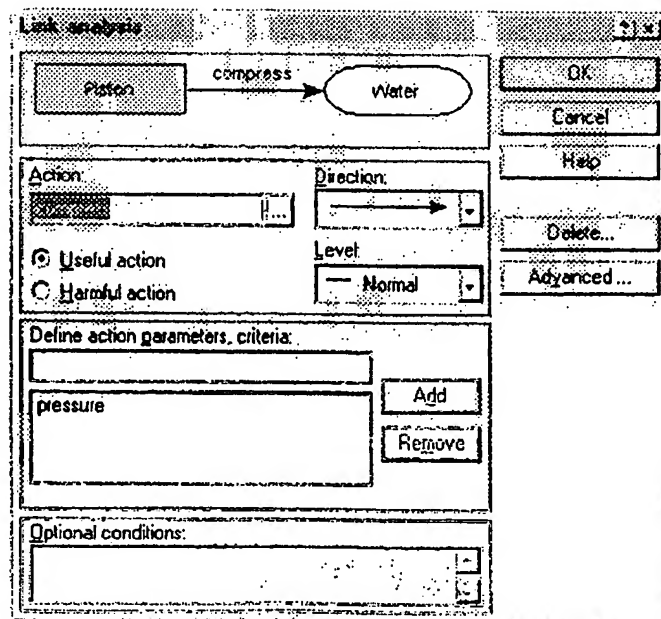 Link analysis
compress
Piston
Water
OK
Cancel
Help
Delete...
Advanced ...
Action:
Direction:
...
Useful action
Harmful action
Level:
Normal
Define action parameters, criteria:
pressure
Add
Remove
Optional conditions: